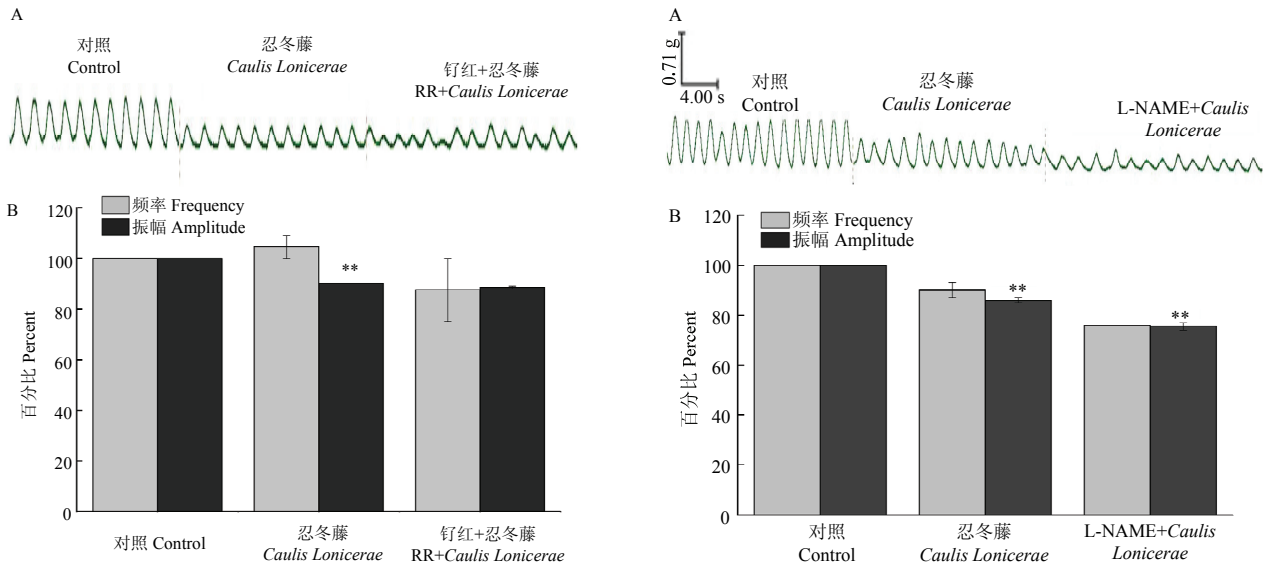 A
对照
Control
忍冬藤
Caulis Lonicerae
钌红+忍冬藤
RR+Caulis Lonicerae
B
频率 Frequency
振幅 Amplitude
120
100
80
60
40
20
0
百分比 Percent
**
对照 Control
忍冬藤
Caulis Lonicerae
钌红+忍冬藤
RR+Caulis Lonicerae
A
0.71 g
4.00 s
对照
Control
忍冬藤
Caulis Lonicerae
L-NAME+Caulis
Lonicerae
B
频率 Frequency
振幅 Amplitude
120
100
80
60
40
20
0
百分比 Percent
**
**
对照
Control
忍冬藤
Caulis Lonicerae
L-NAME+Caulis
Lonicerae